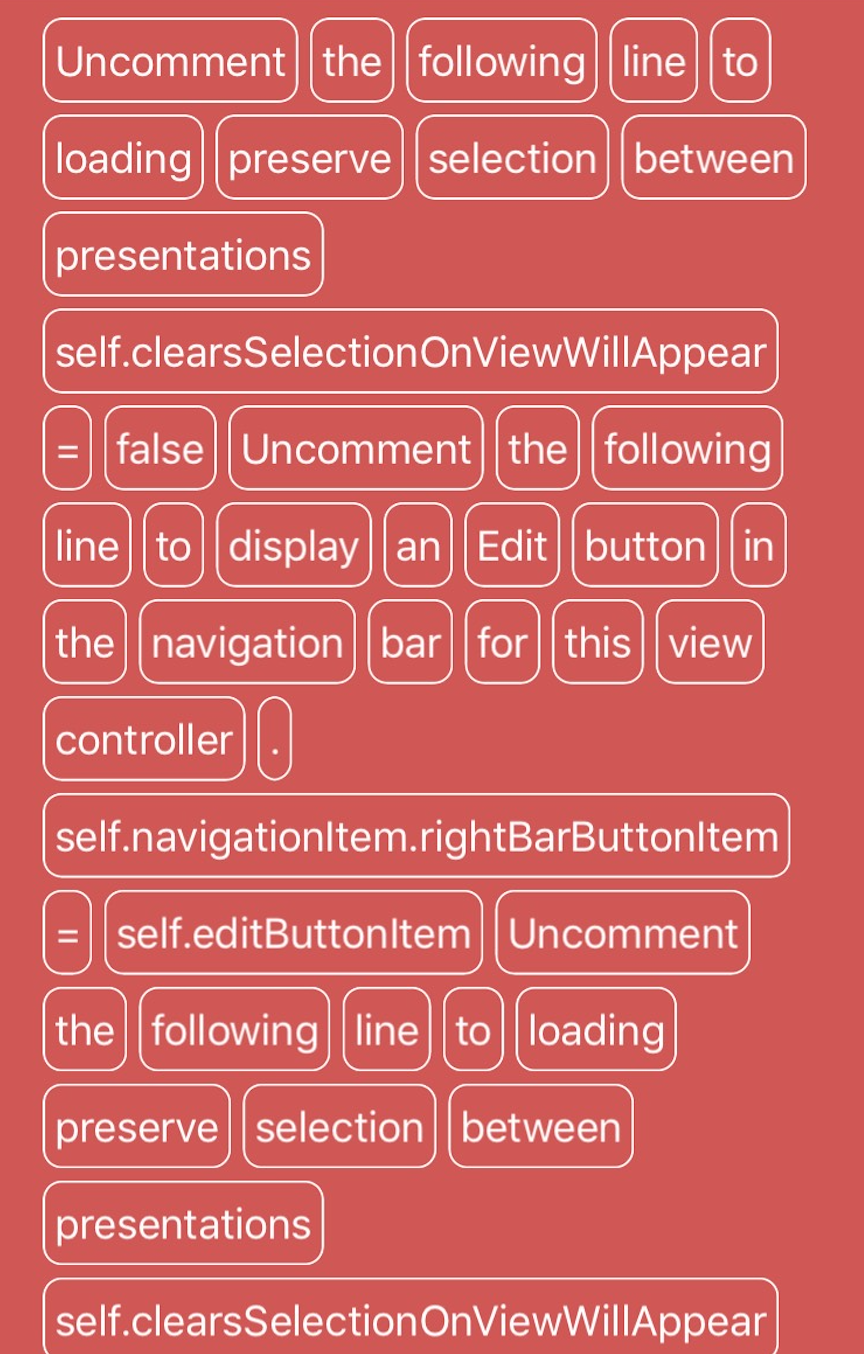 Uncomment the following line to
loading preserve selection between
presentations
self.clearsSelectionOnViewWillAppear
= false Uncomment the following
line to display an Edit button in
the navigation bar for this view
controller .
self.navigationItem.rightBarButtonItem
= self.editButtonItem Uncomment
the following line to loading
preserve selection between
presentations
self.clearsSelectionOnViewWillAppear